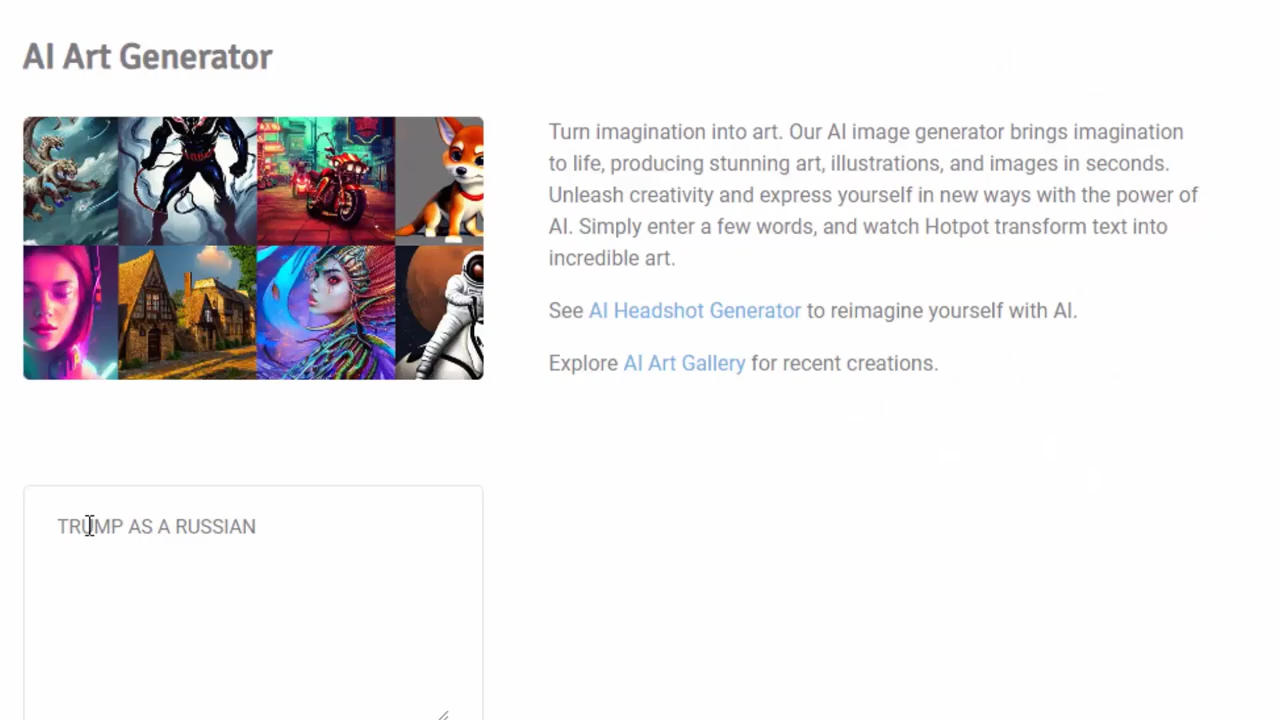 AI Art Generator
Turn imagination into art. Our AI image generator brings imagination
to life, producing stunning art, illustrations, and images in seconds.
Unleash creativity and express yourself in new ways with the power of
AI. Simply enter a few words, and watch Hotpot transform text into
incredible art.
See AI Headshot Generator to reimagine yourself with AI.
Explore AI Art Gallery for recent creations.
TRUMP AS A RUSSIAN